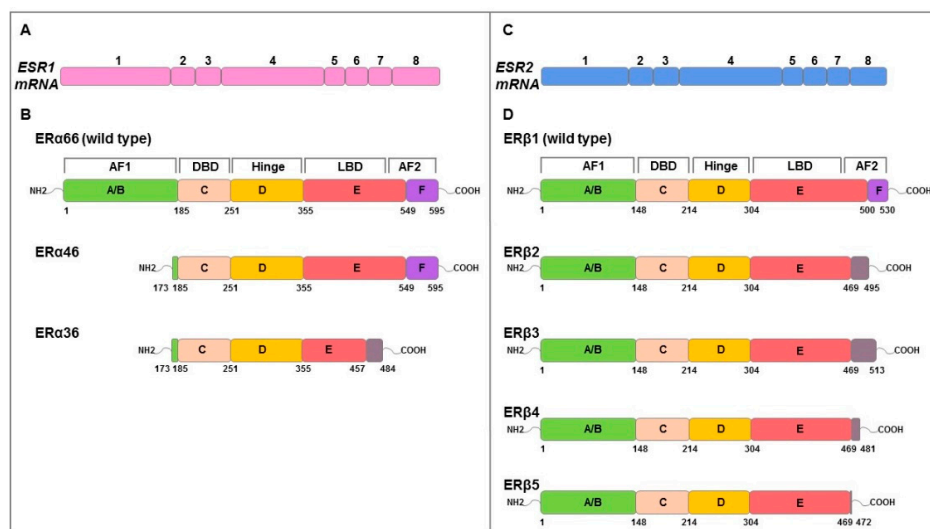 A
1 2 3 4 5 6 7 8
ESR1
mRNA
B
ERα66 (wild type)
AF1 DBD Hinge LBD AF2
NH2 A/B C D E F COOH
1 185 251 355 549 595
ERα46
NH2 C D E F COOH
173 185 251 355 549 595
ERα36
NH2 C D E COOH
173 185 251 355 457 484
C
1 2 3 4 5 6 7 8
ESR2
mRNA
D
ERβ1 (wild type)
AF1 DBD Hinge LBD AF2
NH2 A/B C D E F COOH
1 148 214 304 500 530
ERβ2
NH2 A/B C D E COOH
1 148 214 304 469 495
ERβ3
NH2 A/B C D E COOH
1 148 214 304 469 513
ERβ4
NH2 A/B C D E COOH
1 148 214 304 469 481
ERβ5
NH2 A/B C D E COOH
1 148 214 304 469 472